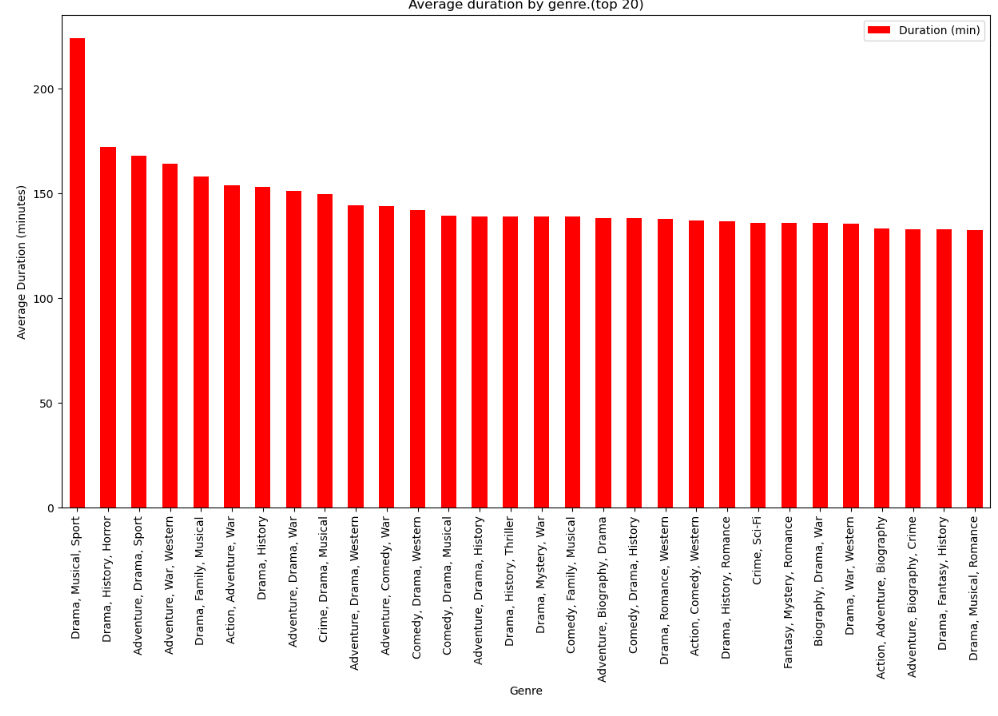 Average duration by genre.(top 20)
Duration (min)
Average Duration (minutes)
200
150
100
50
0
Drama, Musical, Sport
Drama, History, Horror
Adventure, Drama, Sport
Adventure, War, Western
Drama, Family, Musical
Action, Adventure, War
Drama, History
Adventure, Drama, War
Crime, Drama, Musical
Adventure, Drama, Western
Adventure, Comedy, War
Comedy, Drama, Western
Comedy, Drama, Musical
Adventure, Drama, History
Drama, History, Thriller
Drama, Mystery, War
Comedy, Family, Musical
Adventure, Biography, Drama
Comedy, Drama, History
Drama, Romance, Western
Action, Comedy, Western
Drama, History, Romance
Crime, Sci-Fi
Fantasy, Mystery, Romance
Biography, Drama, War
Drama, War, Western
Action, Adventure, Biography
Adventure, Biography, Crime
Drama, Fantasy, History
Drama, Musical, Romance
Genre